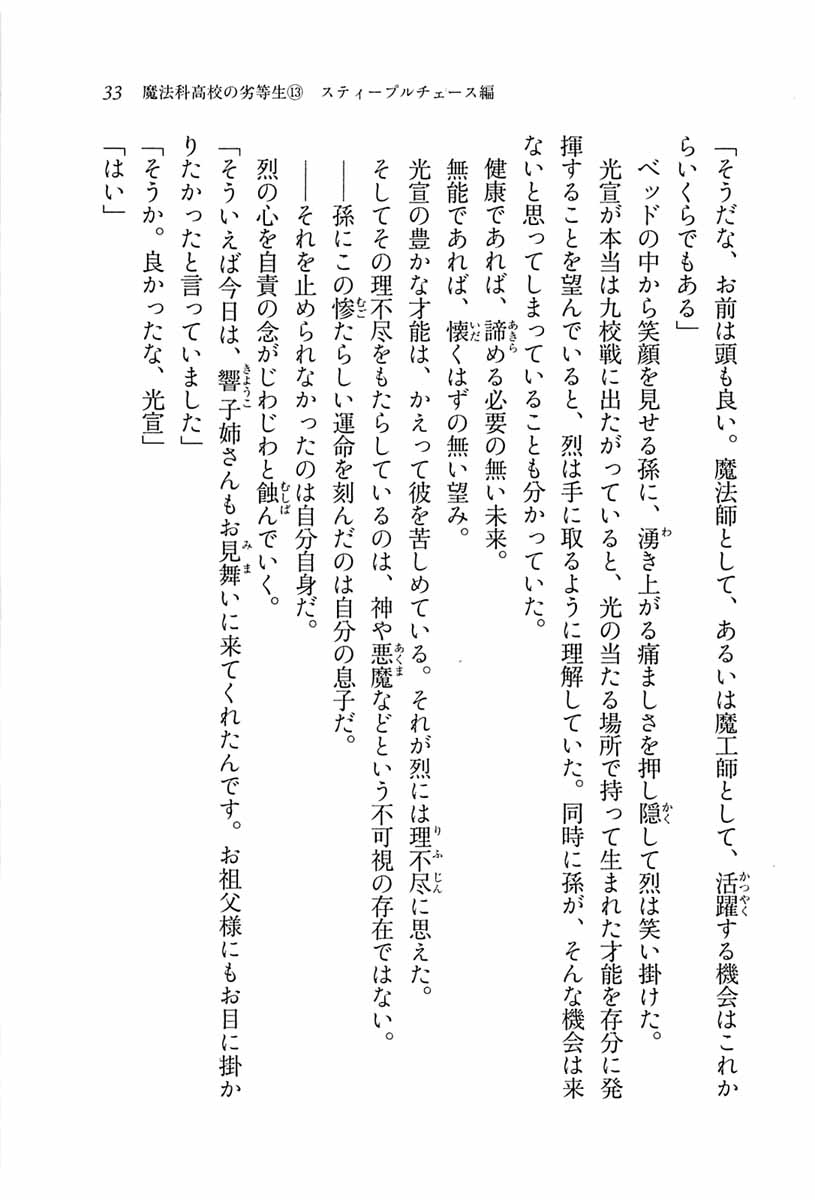 33　魔法科高校の劣等生⑬　スティープルチェース編
「そうだな、お前は頭も良い。魔法師として、あるいは魔工師として、活躍する機会はこれか
らいくらでもある」
　ベッドの中から笑顔を見せる孫に、湧き上がる痛ましさを押し隠して烈は笑い掛けた。
　光宣が本当は九校戦に出たがっていると、光の当たる場所で持って生まれた才能を存分に発
揮することを望んでいると、烈は手に取るように理解していた。同時に孫が、そんな機会は来
ないと思ってしまっていることも分かっていた。
　健康であれば、諦める必要の無い未来。
　無能であれば、懐くはずの無い望み。
　光宣の豊かな才能は、かえって彼を苦しめている。それが烈には理不尽に思えた。
　そしてその理不尽をもたらしているのは、神や悪魔などという不可視の存在ではない。
　――孫にこの惨たらしい運命を刻んだのは自分の息子だ。
　――それを止められなかったのは自分自身だ。
　烈の心を自責の念がじわじわと蝕んでいく。
「そういえば今日は、響子姉さんもお見舞いに来てくれたんです。お祖父様にもお目に掛か
りたかったと言っていました」
「そうか。良かったな、光宣」
「はい」